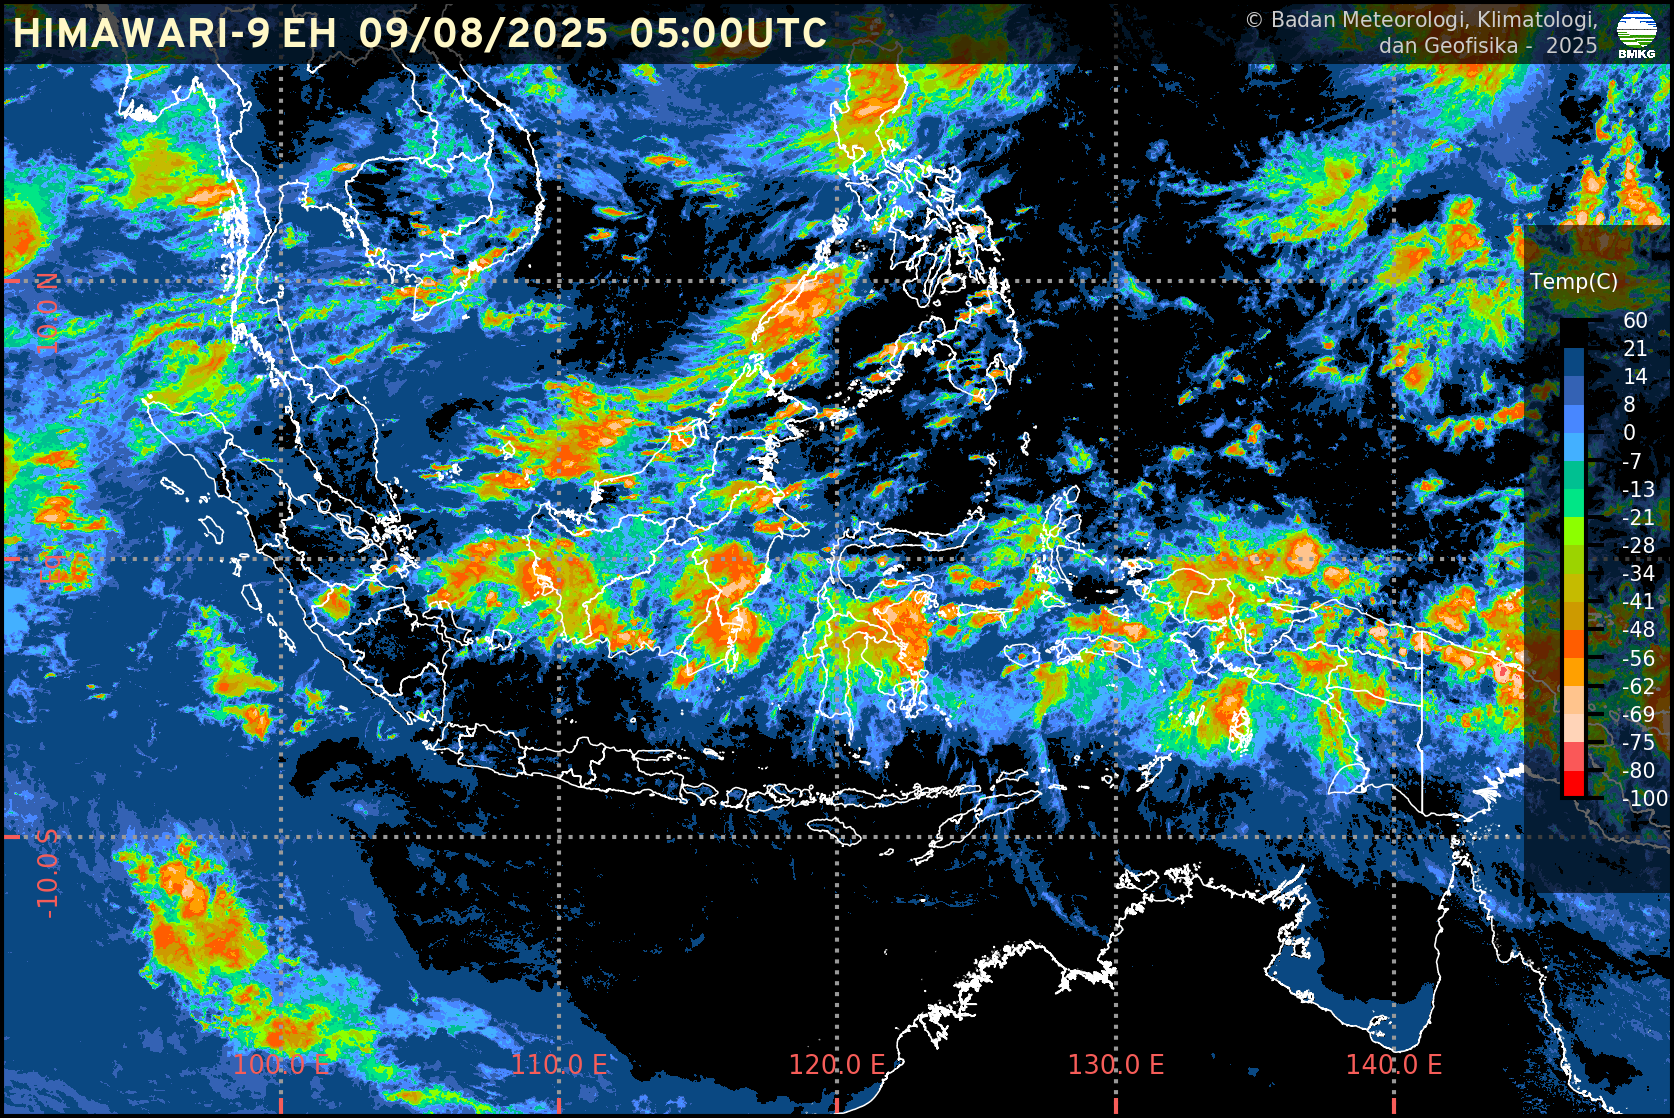 HIMAWARI-9 EH 09/08/2025 05:00UTC
© Badan Meteorologi, Klimatologi,
dan Geofisika - 2025
BMKG
Temp(C)
60
21
14
8
0
-7
-13
-21
-28
-34
-41
-48
-56
-62
-69
-75
-80
-100
10.0 N
-10.0 S
100.0 E
110.0 E
120.0 E
130.0 E
140.0 E